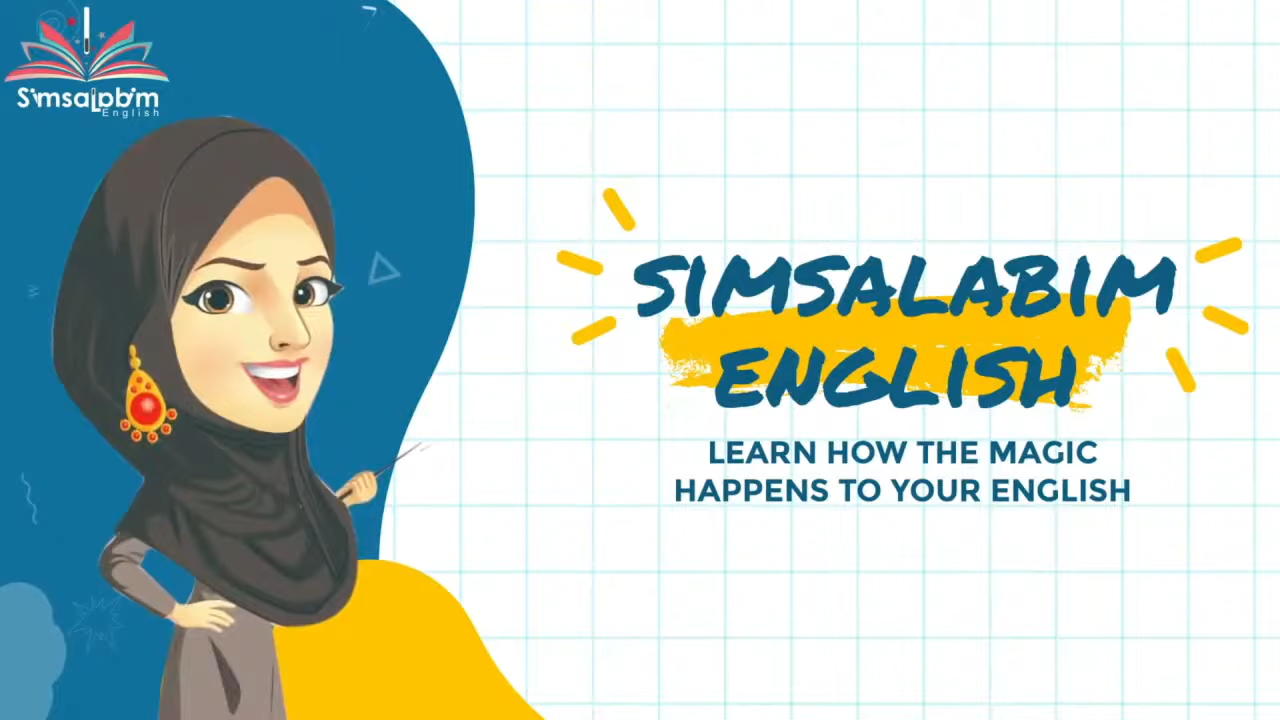 Simsalabim
English
SIMSALABIM
ENGLISH
LEARN HOW THE MAGIC
HAPPENS TO YOUR ENGLISH